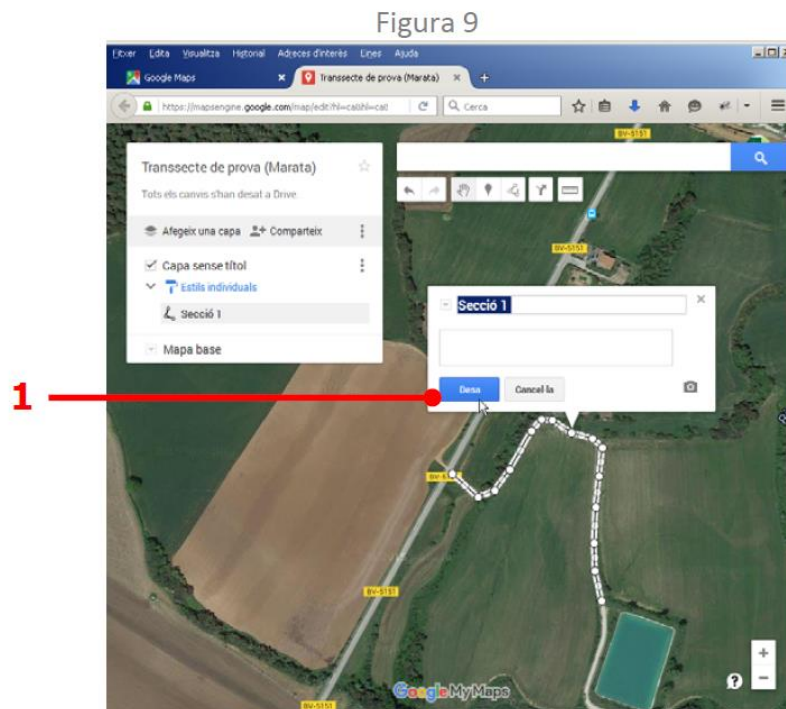 Figura 9
Fitxer Edita Visualitza Historial Adreces d'interès Eines Ajuda
Google Maps
Transsecte de prova (Marata)
https://mapsengine.google.com/map/edit?hl=ca&hl=ca&
Cerca
BV-5151
Transsecte de prova (Marata)
Tots els canvis s'han desat a Drive
Afegeix una capa Comparteix
BV-5151
Capa sense títol
Estils individuals
Secció 1
Mapa base
Secció 1
Desa Cancel·la
1
BV-5151
BV-5151
Google My Maps
BV-5151